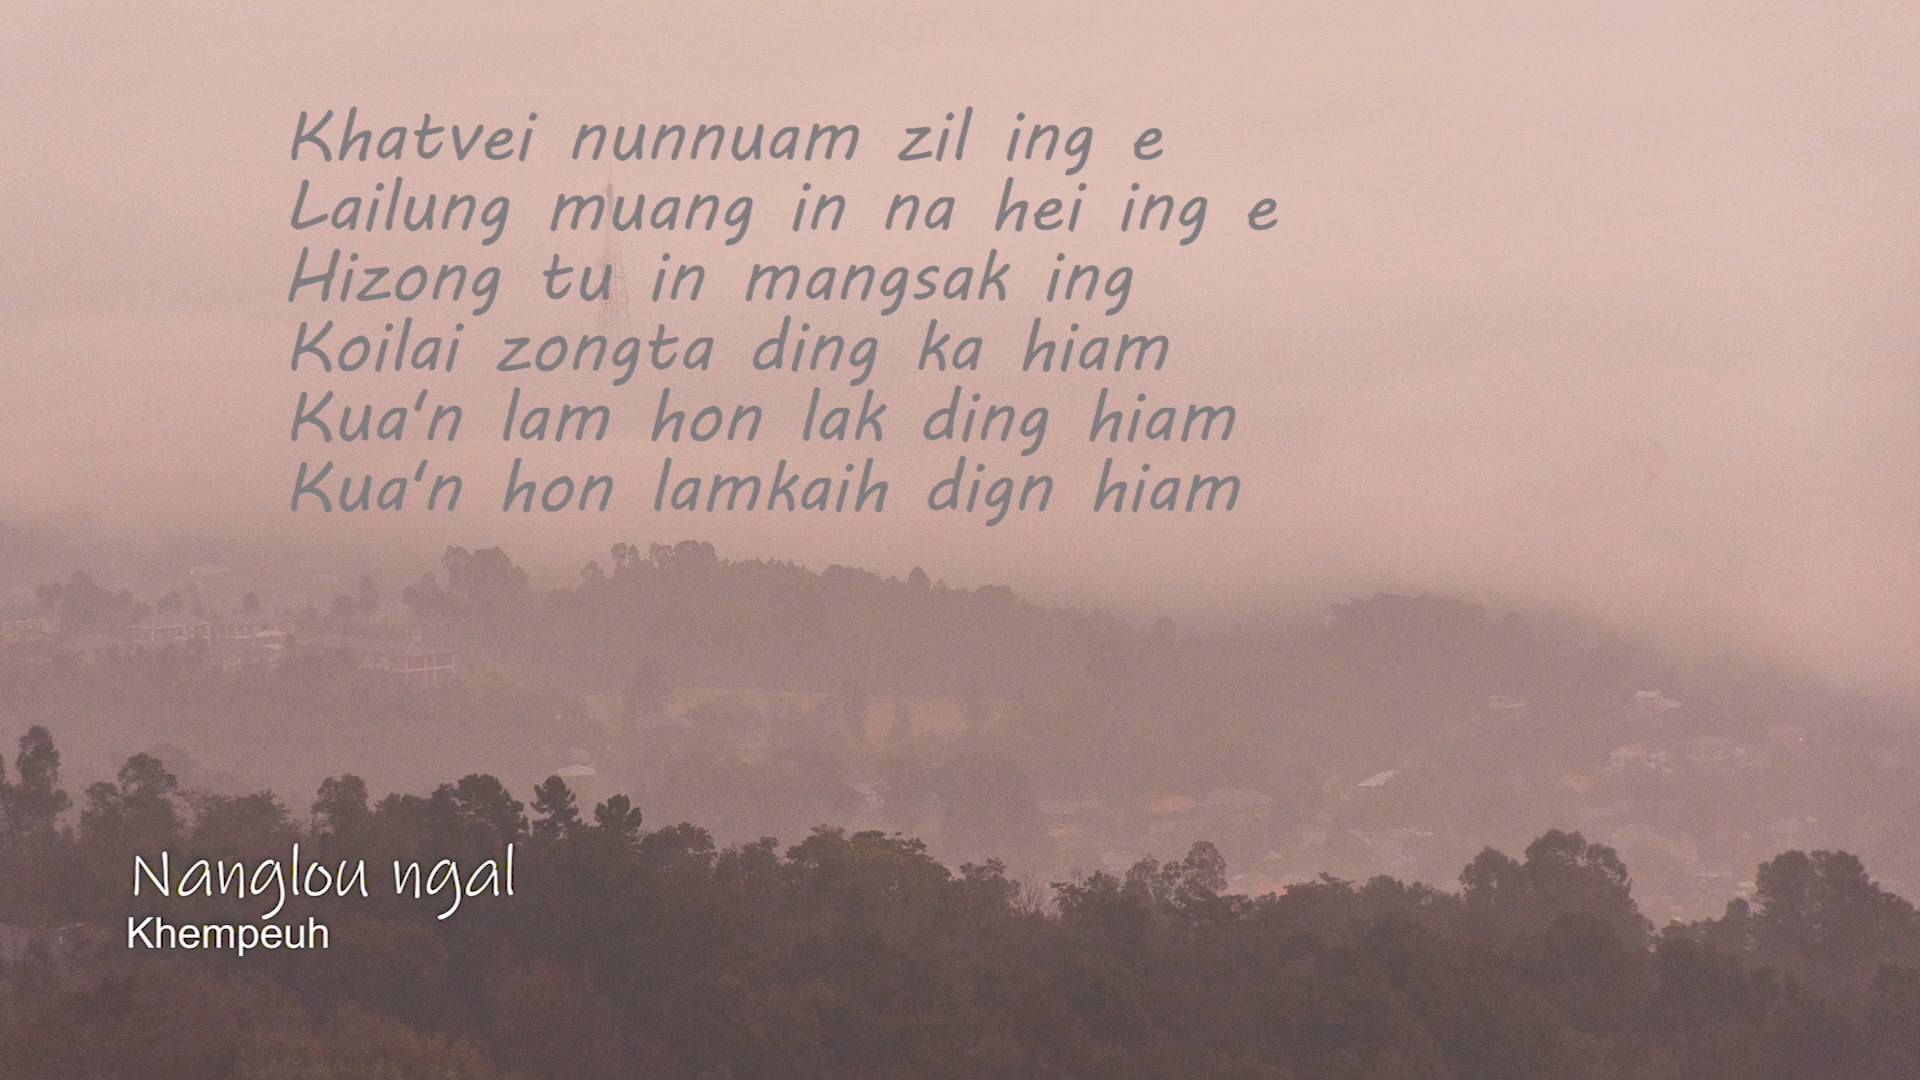 Khatvei nunnuam zil ing e
Lailung muang in na hei ing e
Hizong tu in mangsak ing
Koilai zongta ding ka hiam
Kua'n lam hon lak ding hiam
Kua'n hon lamkaih dign hiam
Nanglou ngal
Khempeuh